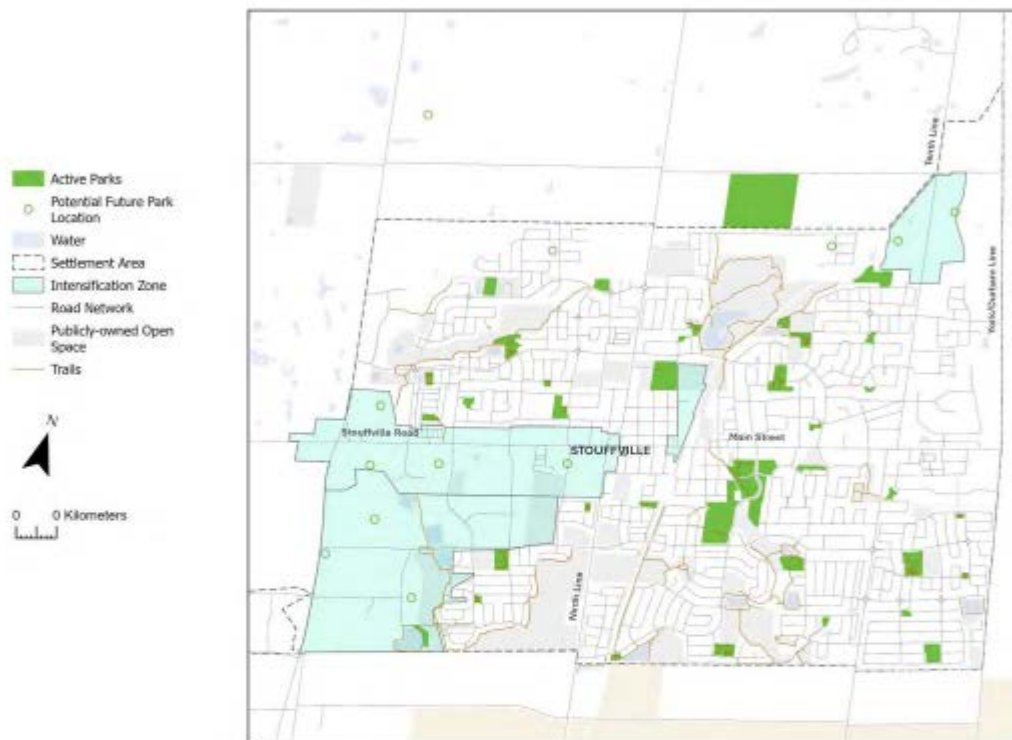 Active Parks
Potential Future Park
Location
Water
Settlement Area
Intensification Zone
Road Network
Publicly-owned Open
Space
Trails
N
0 0 Kilometers
Tenth Line
York/Durham Line
Stouffville Road
STOUFFVILLE
Main Street
Ninth Line